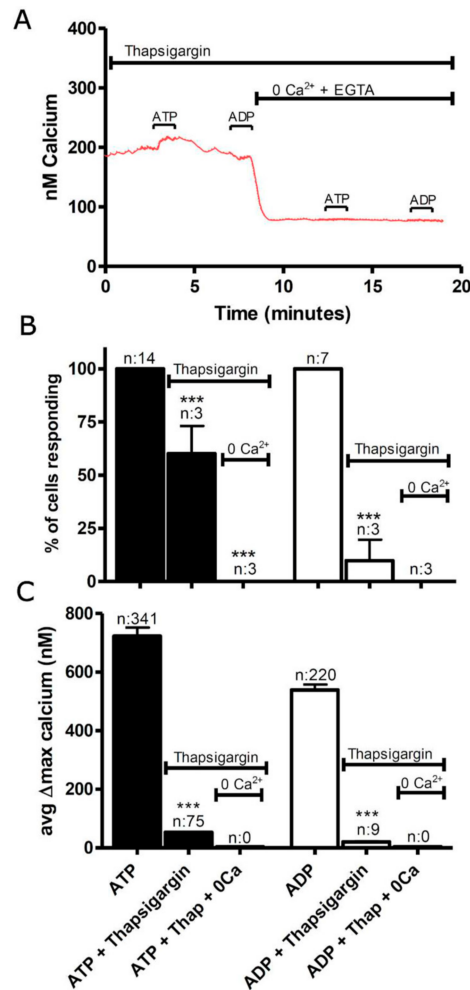 A
Thapsigargin
0 Ca²⁺ + EGTA
ATP
ADP
ATP
ADP
nM Calcium
400
300
200
100
0
0
5
10
15
20
Time (minutes)
B
% of cells responding
100
75
50
25
0
n:14
Thapsigargin
***
n:3
0 Ca²⁺
***
n:3
n:7
Thapsigargin
0 Ca²⁺
***
n:3
n:3
C
avg Δmax calcium (nM)
800
600
400
200
0
n:341
Thapsigargin
0 Ca²⁺
***
n:75
n:0
n:220
Thapsigargin
0 Ca²⁺
***
n:9
n:0
ATP
ATP + Thapsigargin
ATP + Thap + 0Ca
ADP
ADP + Thapsigargin
ADP + Thap + 0Ca